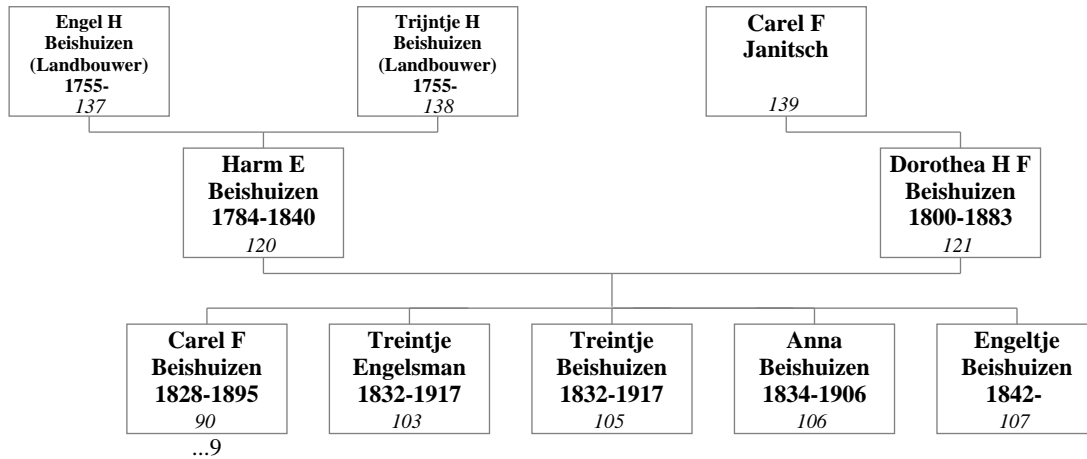 Engel H
Beishuizen
(Landbouwer)
1755-
137
Trijntje H
Beishuizen
(Landbouwer)
1755-
138
Carel F
Janitsch
139
Harm E
Beishuizen
1784-1840
120
Dorothea H F
Beishuizen
1800-1883
121
Carel F
Beishuizen
1828-1895
90
...9
Treintje
Engelsman
1832-1917
103
Treintje
Beishuizen
1832-1917
105
Anna
Beishuizen
1834-1906
106
Engeltje
Beishuizen
1842-
107